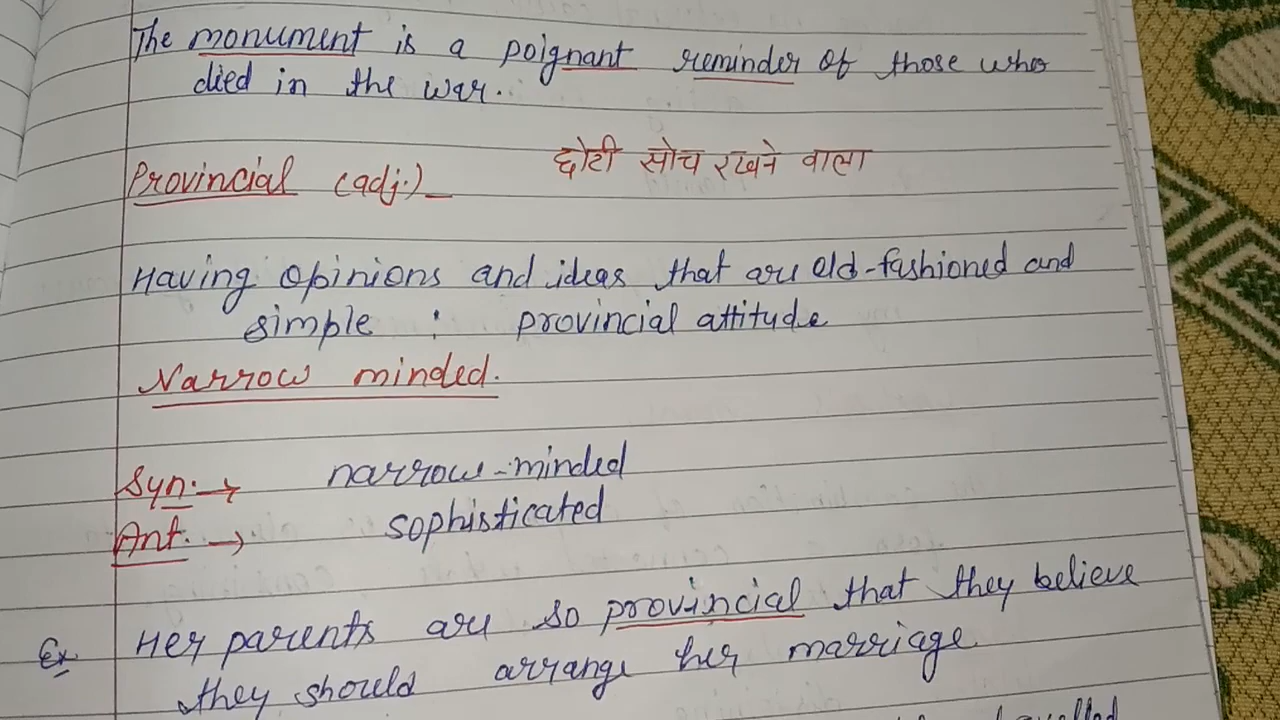 The monument is a poignant reminder of those who
died in the war.
Provincial (adj.)_ छोटी सोच रखने वाला
Having opinions and ideas that are old-fashioned and
simple : provincial attitude
Narrow minded.
Syn. → narrow-minded
Ant. → sophisticated
Ex Her parents are so provincial that they believe
they should arrange her marriage.